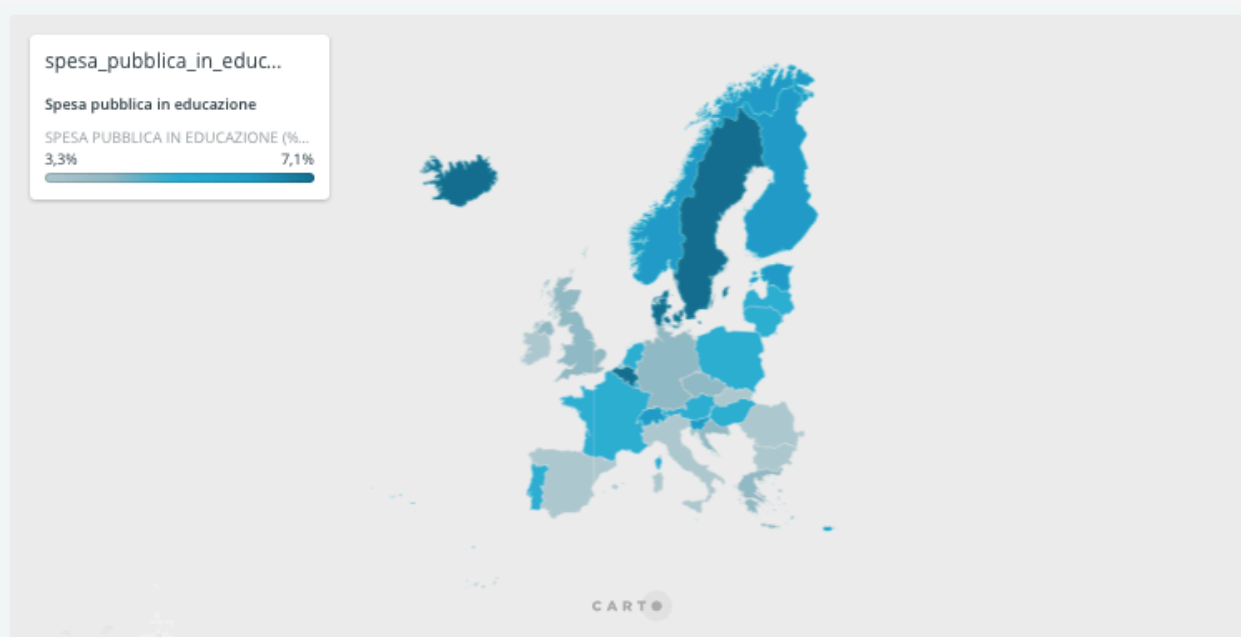 spesa_pubblica_in_educ...
Spesa pubblica in educazione
SPESA PUBBLICA IN EDUCAZIONE (%...
3,3% 7,1%
CARTO